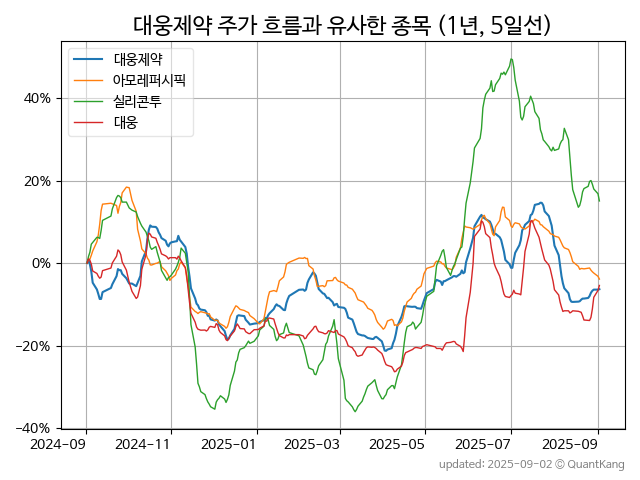 대웅제약 주가 흐름과 유사한 종목 (1년, 5일선)
대웅제약
아모레퍼시픽
실리콘투
대웅
40%
20%
0%
−20%
−40%
2024-09 2024-11 2025-01 2025-03 2025-05 2025-07 2025-09
updated: 2025-09-02 © QuantKang